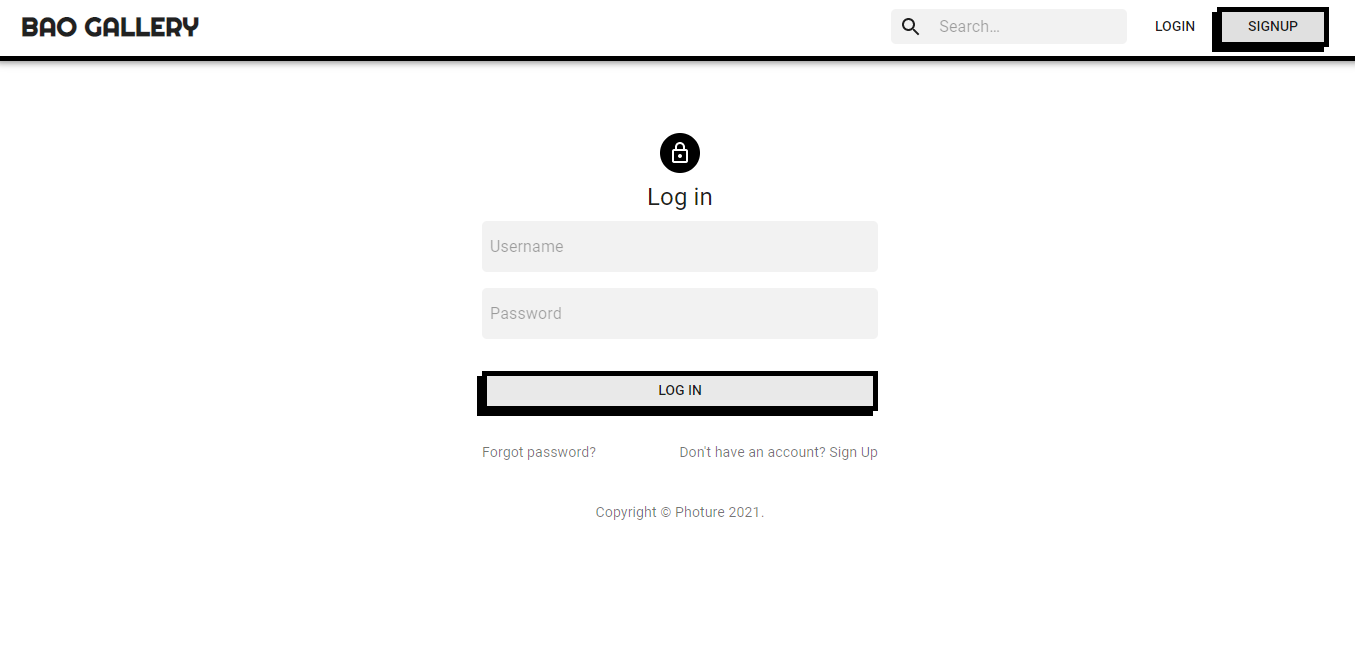 BAO GALLERY
Search…
LOGIN
SIGNUP
Log in
Username
Password
LOG IN
Forgot password?
Don't have an account? Sign Up
Copyright © Photure 2021.